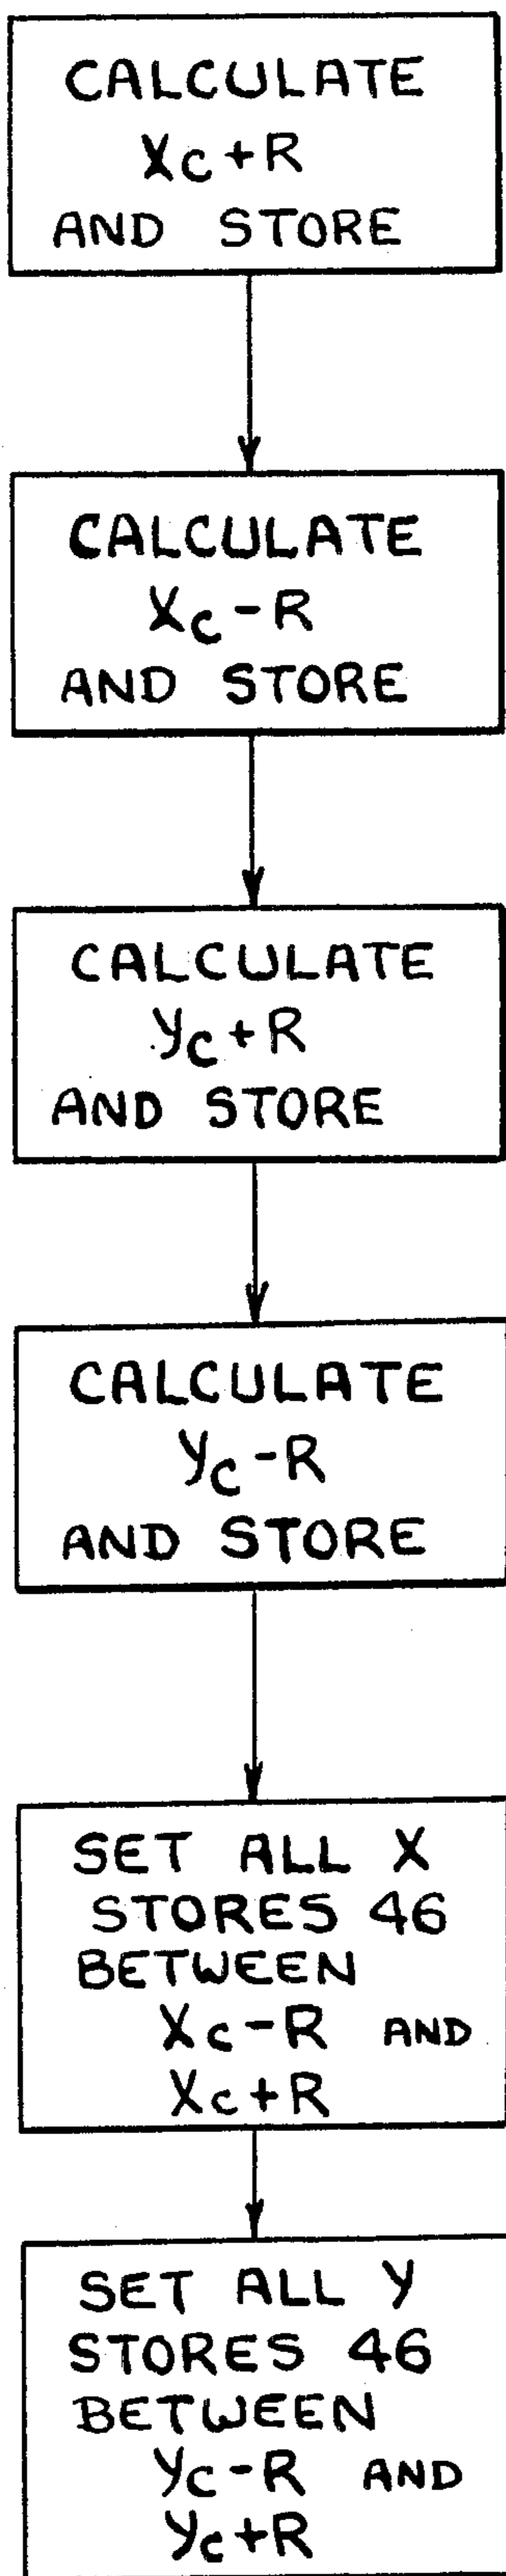 CALCULATE
Xc+R
AND STORE
CALCULATE
Xc-R
AND STORE
CALCULATE
Yc+R
AND STORE
CALCULATE
Yc-R
AND STORE
SET ALL X
STORES 46
BETWEEN
Xc-R AND
Xc+R
SET ALL Y
STORES 46
BETWEEN
Yc-R AND
Yc+R